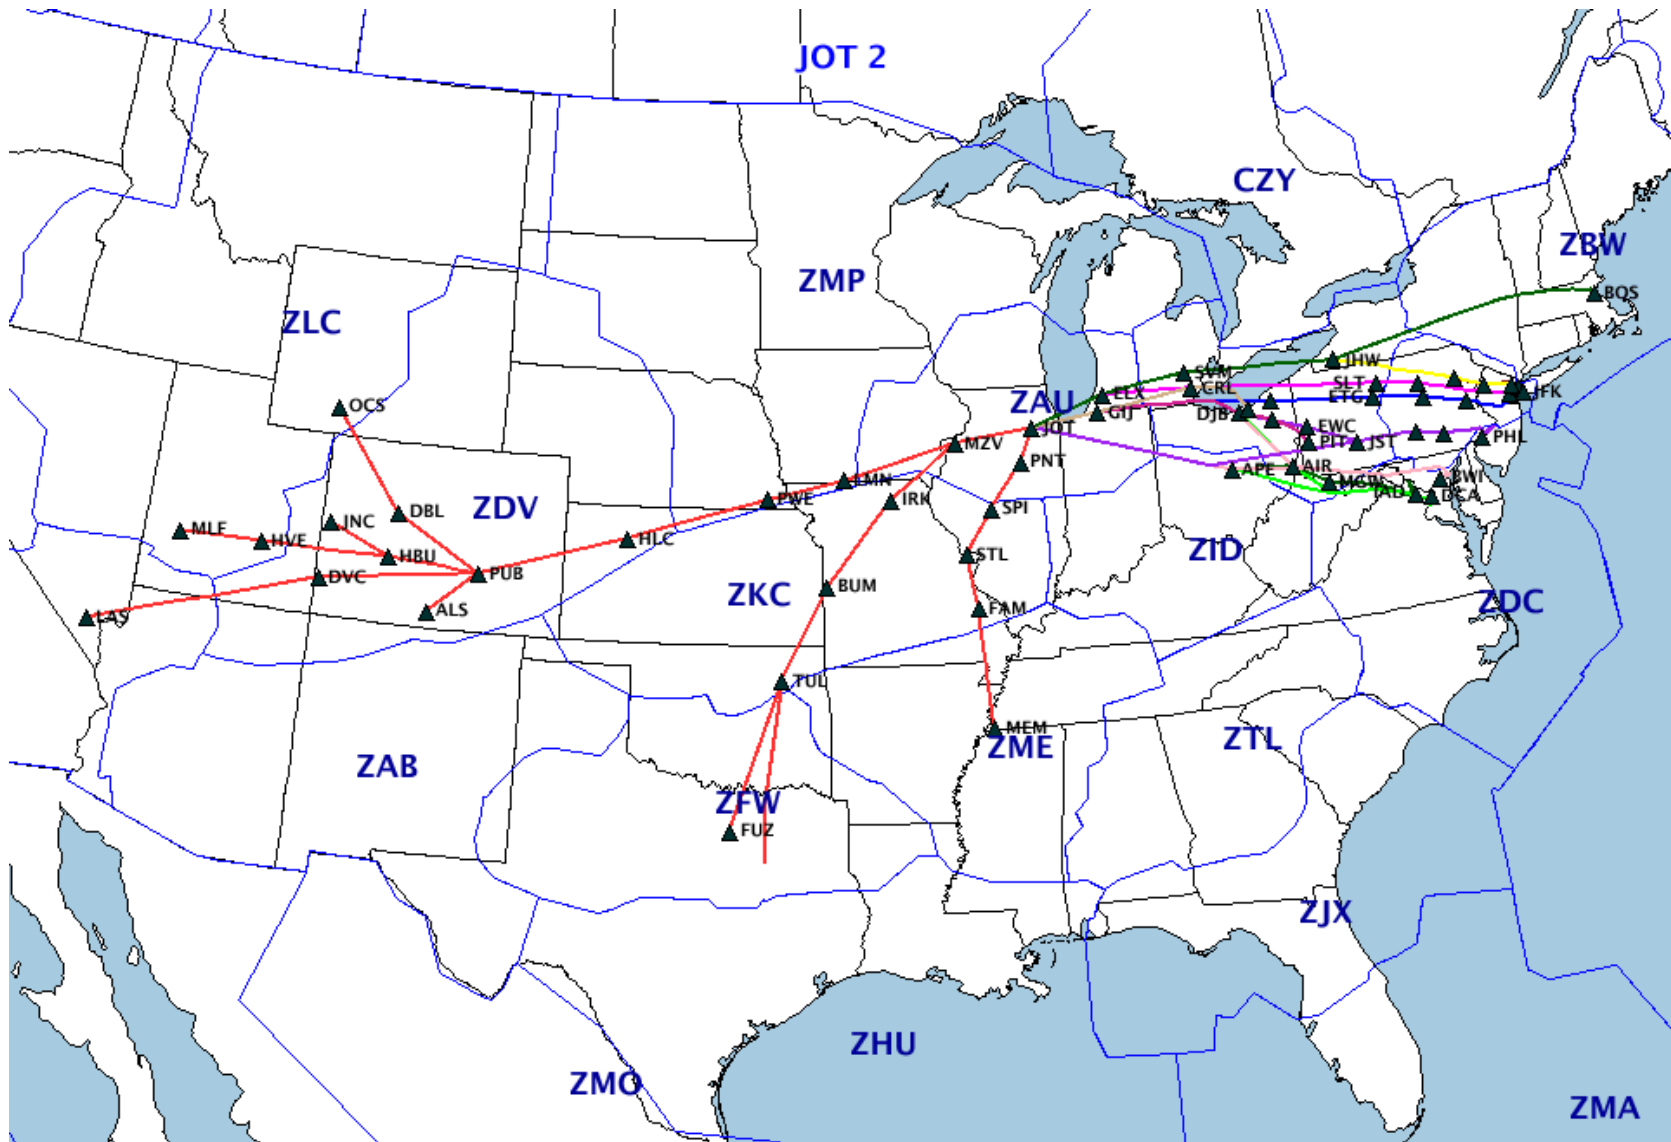 JOT 2
CZY
ZBW
ZMP
BOS
ZLC
JHW
SVM
CRL
SLT
ELX
JFK
ETG
ZAU
OCS
GIJ
DJB
EWC
JOT
PHL
MZV
PIT
JST
PNT
AIR
APE
BWI
LMN
MGW
IAD
DCA
PWE
IRK
ZDV
DBL
SPI
JNC
MLF
HVE
HLC
ZID
HBU
STL
PUB
DVC
BUM
ZKC
ZDC
ALS
FAM
LAS
TUL
MEM
ZME
ZTL
ZAB
ZFW
FUZ
ZJX
ZHU
ZMO
ZMA